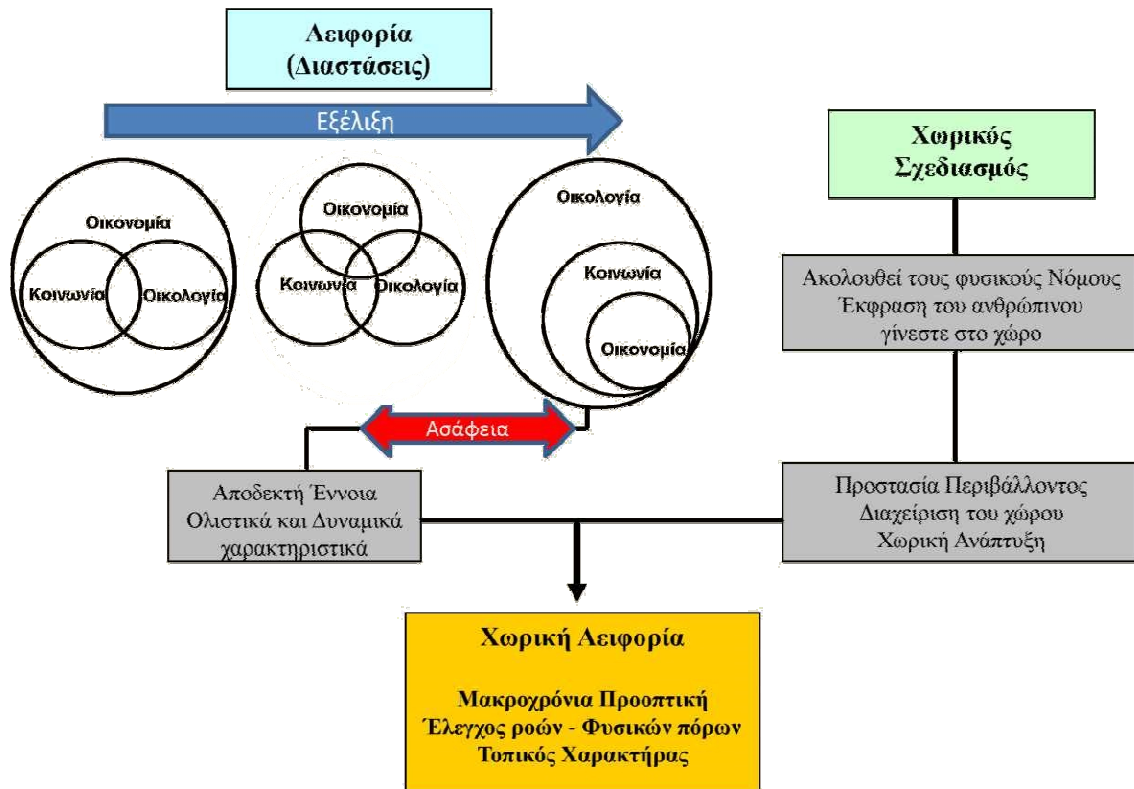 Αειφορία
(Διαστάσεις)
Εξέλιξη
Οικονομία
Κοινωνία
Οικολογία
Οικονομία
Κοινωνία
Οικολογία
Οικολογία
Κοινωνία
Οικονομία
Ασάφεια
Αποδεκτή Έννοια
Ολιστικά και Δυναμικά
χαρακτηριστικά
Χωρικός
Σχεδιασμός
Ακολουθεί τους φυσικούς Νόμους
Έκφραση του ανθρώπινου
γίνεστε στο χώρο
Προστασία Περιβάλλοντος
Διαχείριση του χώρου
Χωρική Ανάπτυξη
Χωρική Αειφορία
Μακροχρόνια Προοπτική
Έλεγχος ροών - Φυσικών πόρων
Τοπικός Χαρακτήρας